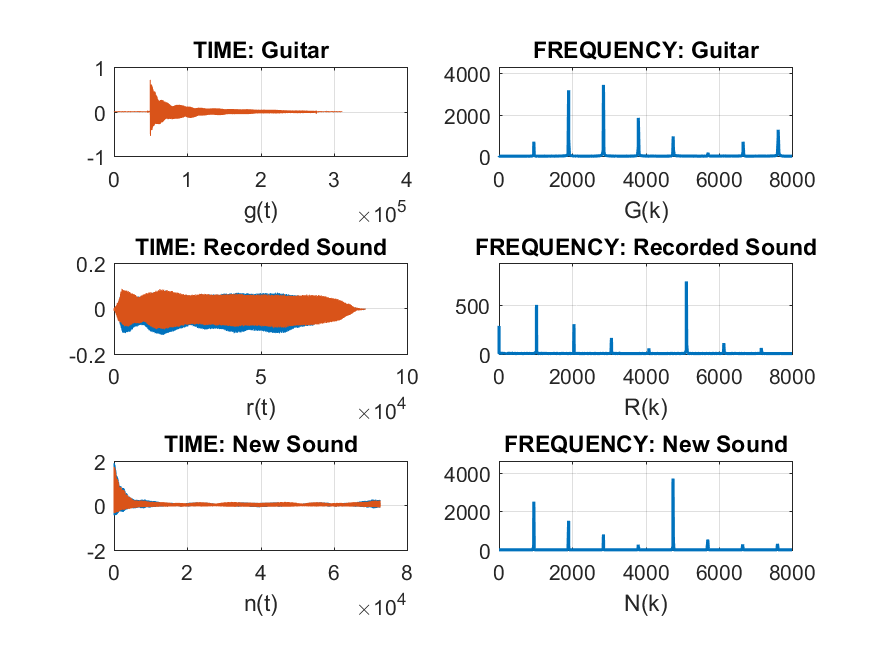 TIME: Guitar
1
0
-1
0 1 2 3 4
×10^5
g(t)
FREQUENCY: Guitar
4000
2000
0
0 2000 4000 6000 8000
G(k)
TIME: Recorded Sound
0.2
0
-0.2
0 5 10
×10^4
r(t)
FREQUENCY: Recorded Sound
500
0
0 2000 4000 6000 8000
R(k)
TIME: New Sound
2
0
-2
0 2 4 6 8
×10^4
n(t)
FREQUENCY: New Sound
4000
2000
0
0 2000 4000 6000 8000
N(k)